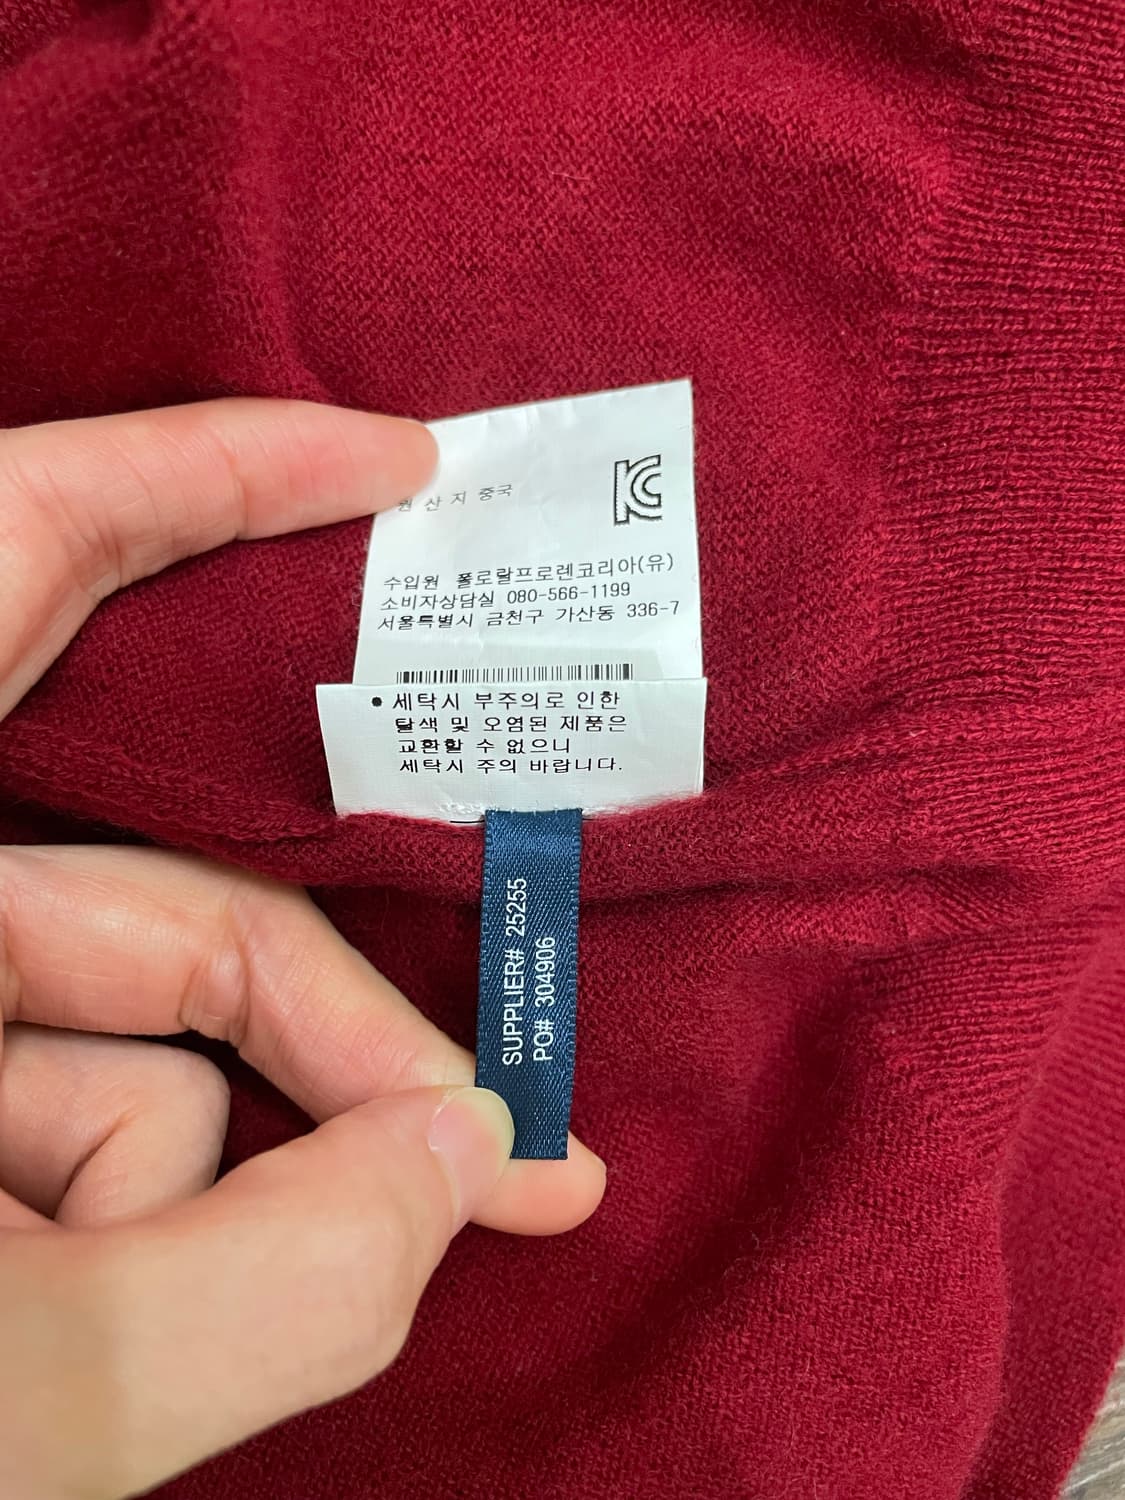 원 산 지 중국
KC
수입원 폴로랄프로렌코리아(유)
소비자상담실 080-566-1199
서울특별시 금천구 가산동 336-7
• 세탁시 부주의로 인한
탈색 및 오염된 제품은
교환할 수 없으니
세탁시 주의 바랍니다.
SUPPLIER# 25255
PO# 304906